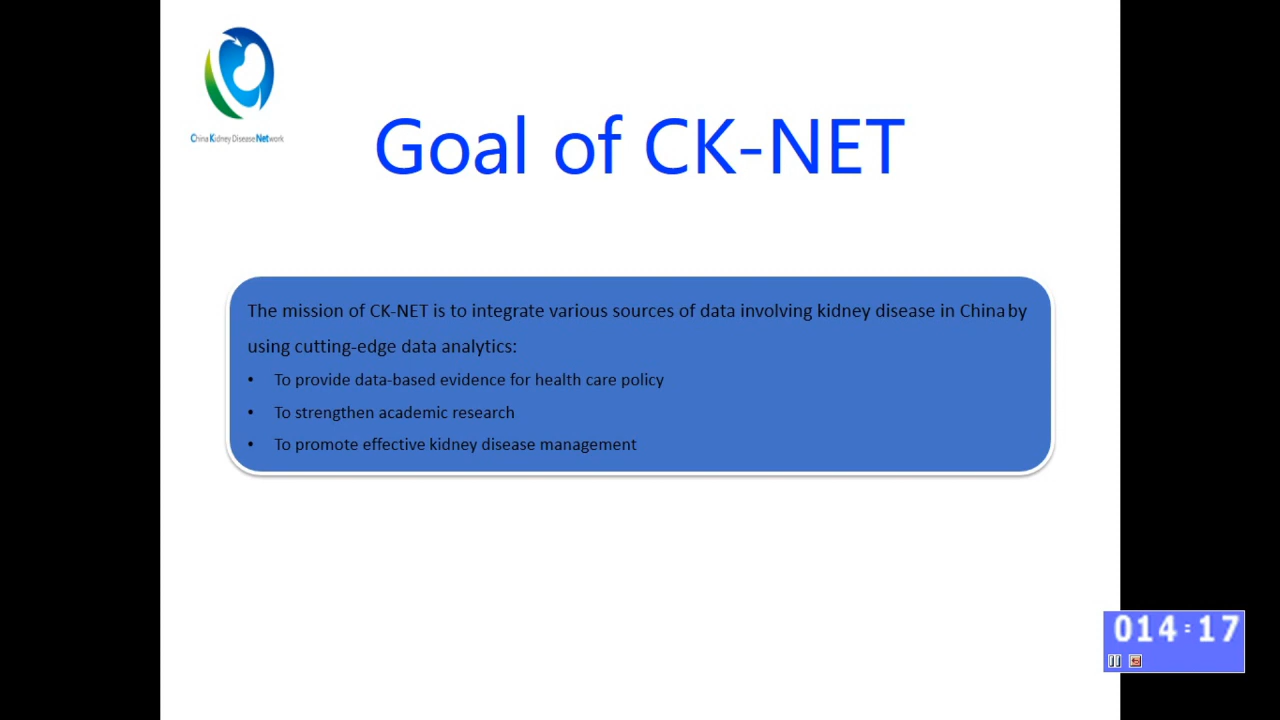 China Kidney Disease Network
Goal of CK-NET
The mission of CK-NET is to integrate various sources of data involving kidney disease in China by
using cutting-edge data analytics:
• To provide data-based evidence for health care policy
• To strengthen academic research
• To promote effective kidney disease management
014:17